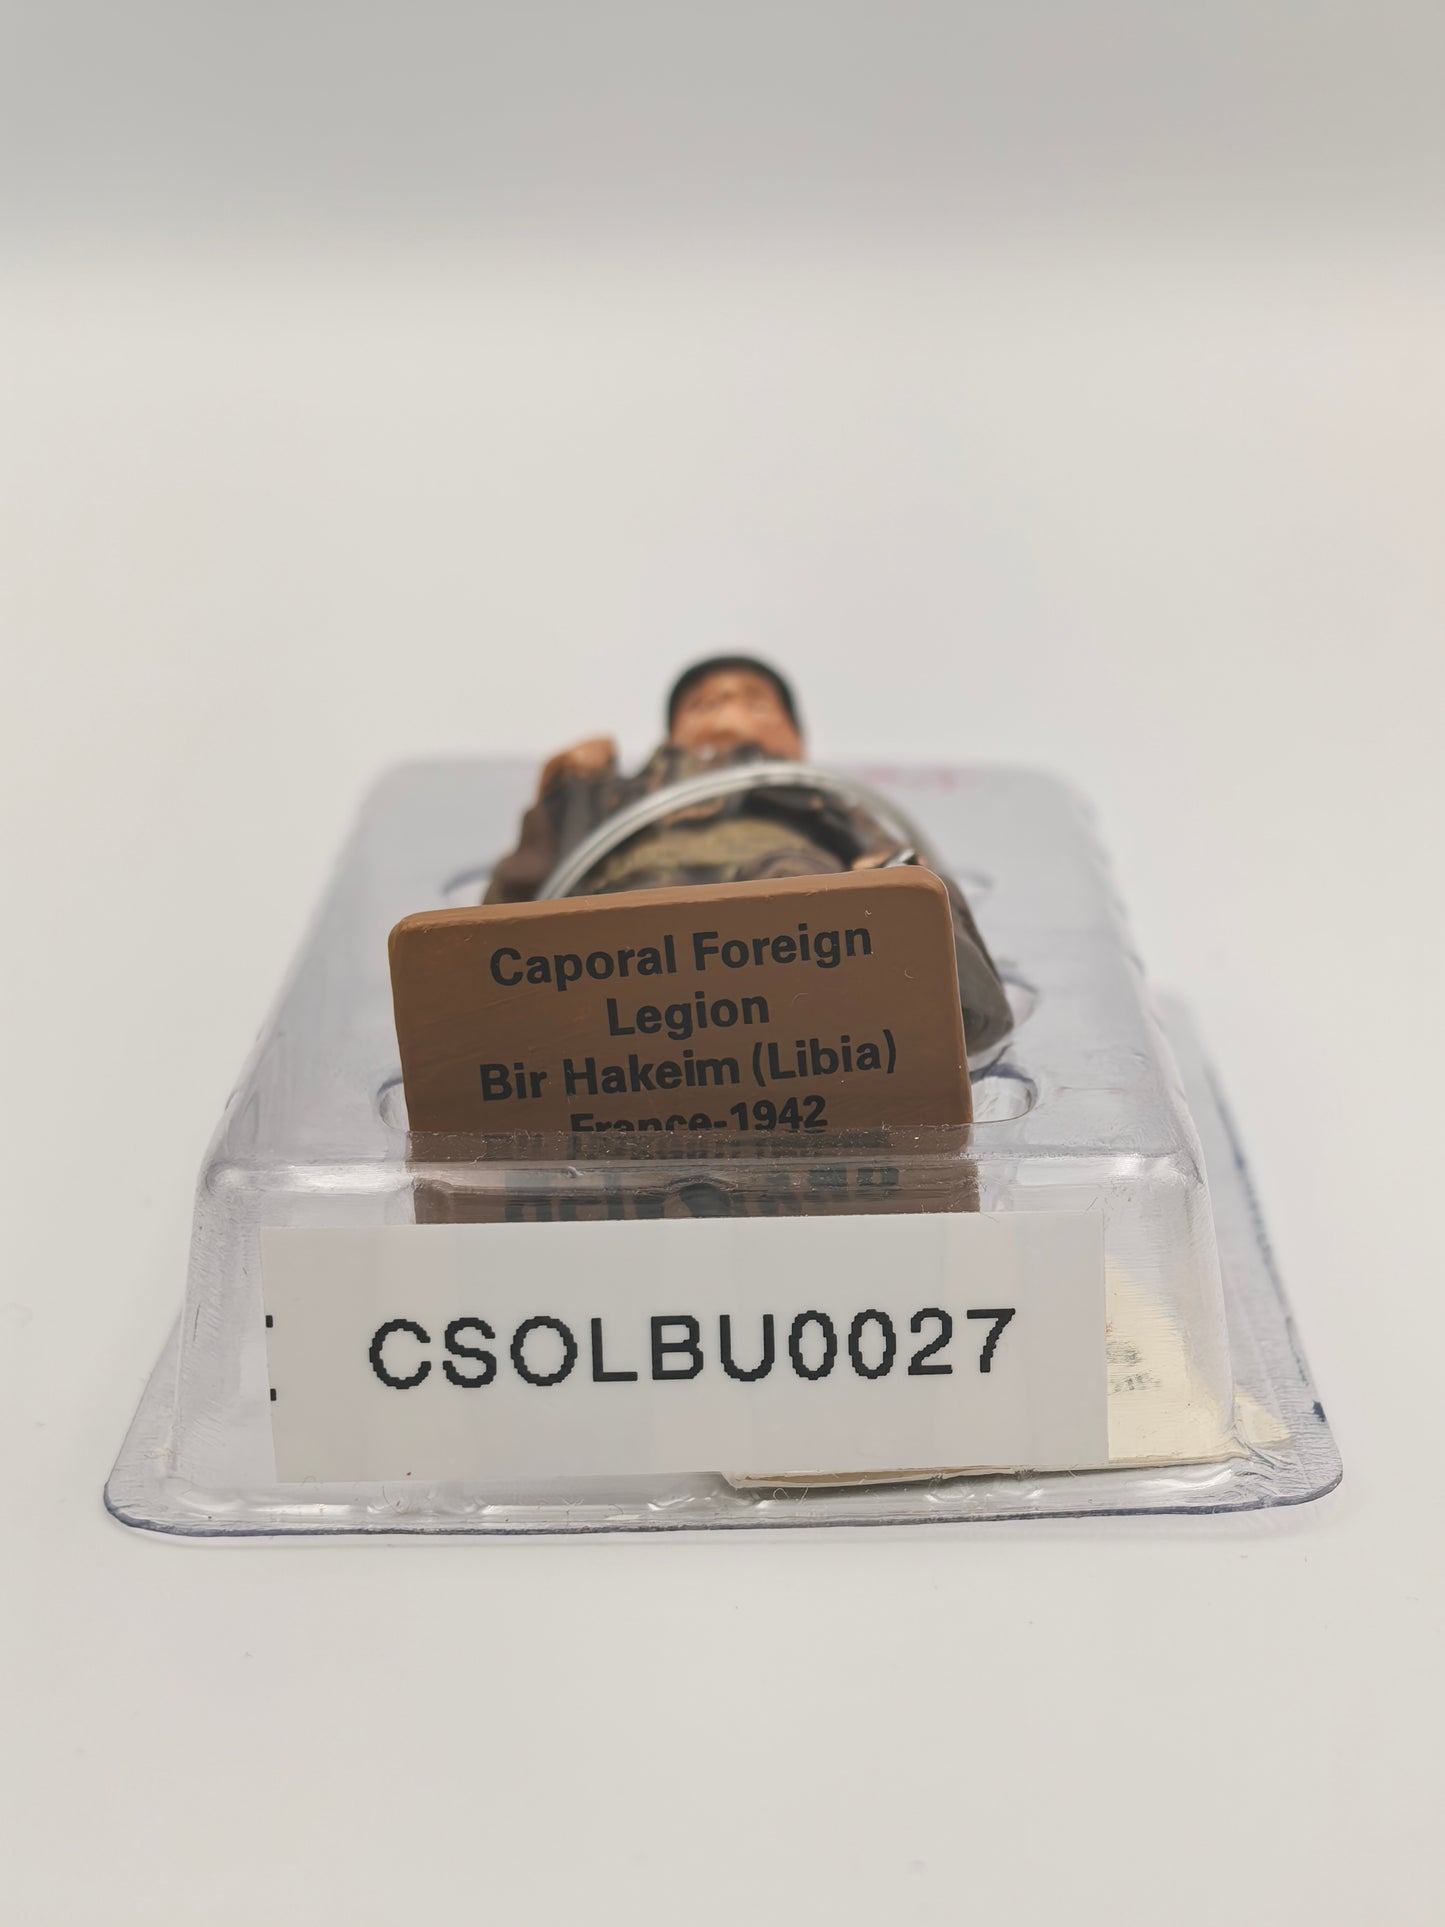 Caporal Foreign
Legion
Bir Hakeim (Libia)
France-1942
CSOLBU0027